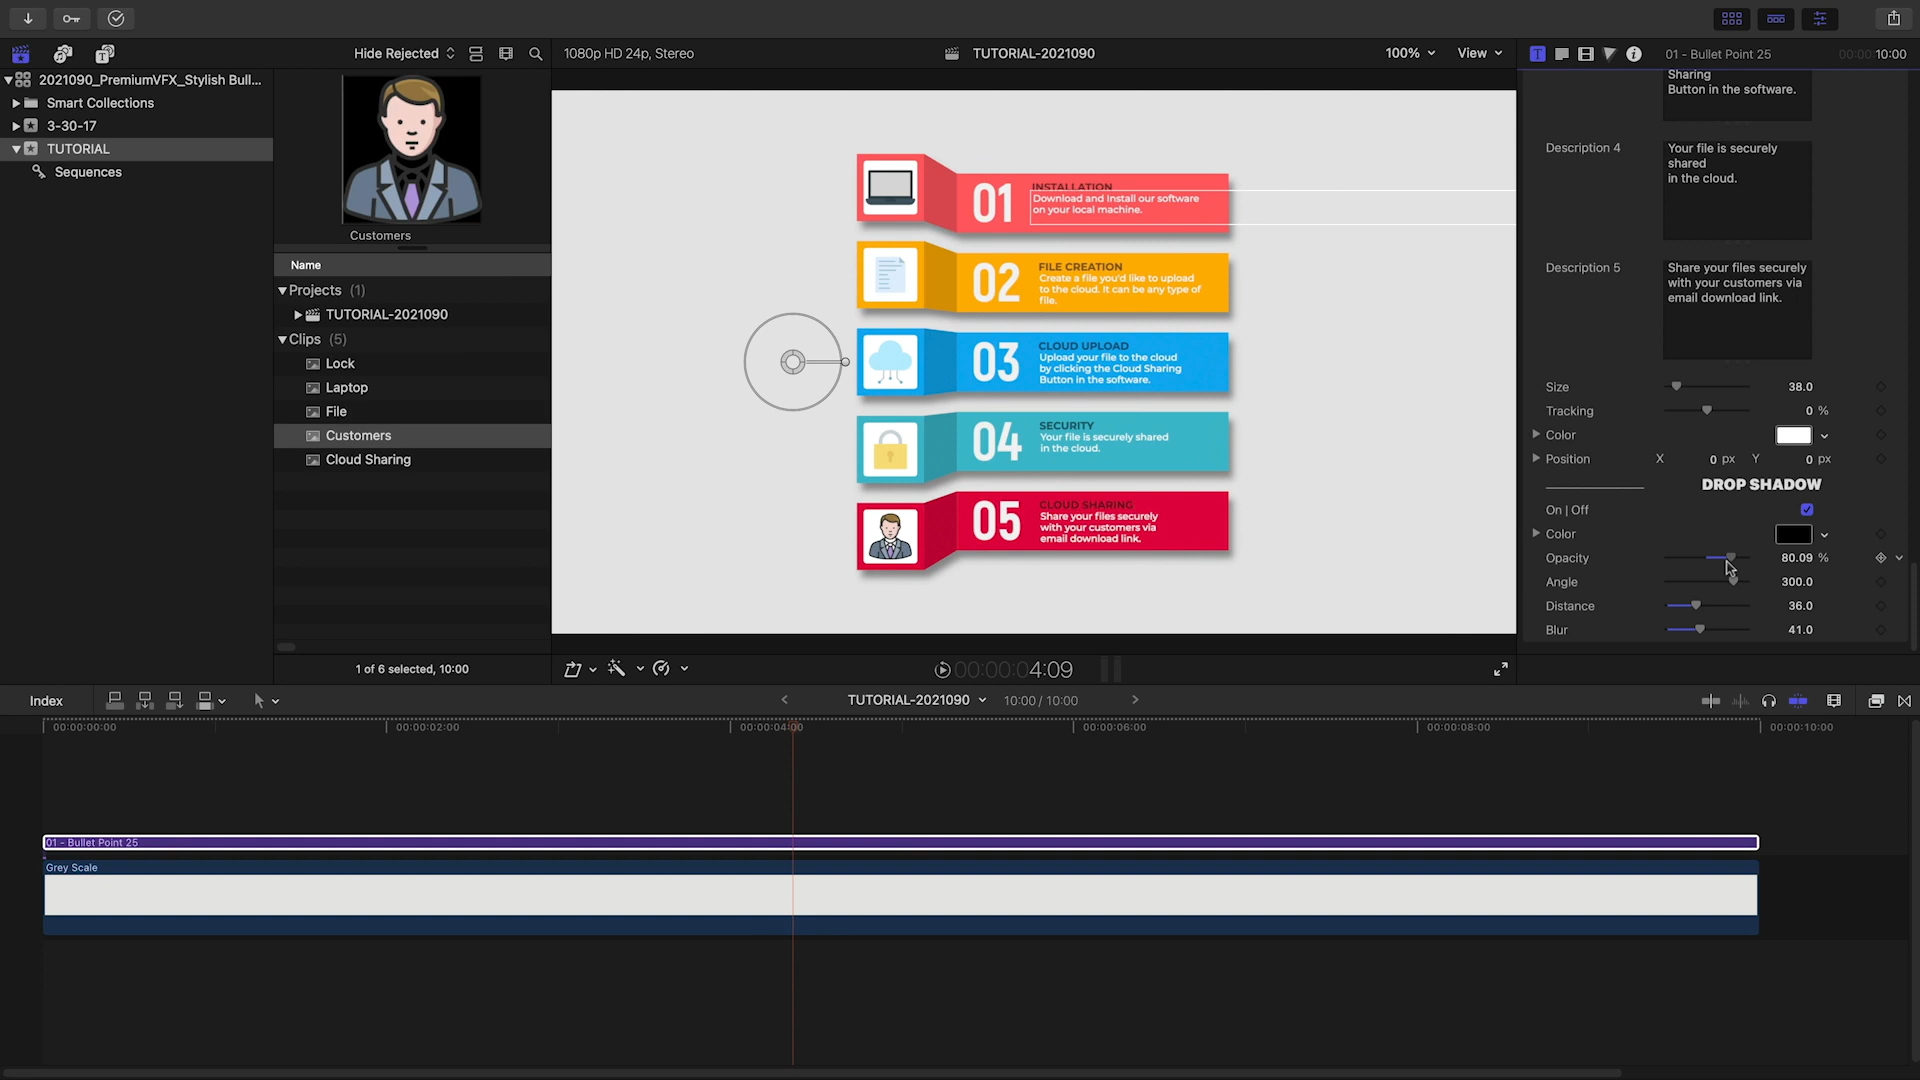 Hide Rejected
1080p HD 24p, Stereo
TUTORIAL-2021090
100%
View
01 - Bullet Point 25
00:00:10:00
2021090_PremiumVFX_Stylish Bull...
Smart Collections
3-30-17
TUTORIAL
Sequences
Customers
Name
Projects (1)
TUTORIAL-2021090
Clips (5)
Lock
Laptop
File
Customers
Cloud Sharing
1 of 6 selected, 10:00
01
INSTALLATION
Download and Install our software
on your local machine.
02
FILE CREATION
Create a file you'd like to upload
to the cloud. It can be any type of
file.
03
CLOUD UPLOAD
Upload your file to the cloud
by clicking the Cloud Sharing
Button in the software.
04
SECURITY
Your file is securely shared
in the cloud.
05
CLOUD SHARING
Share your files securely
with your customers via
email download link.
00:00:04:09
Sharing
Button in the software.
Description 4
Your file is securely
shared
in the cloud.
Description 5
Share your files securely
with your customers via
email download link.
Size 38.0
Tracking 0 %
Color
Position X 0 px Y 0 px
DROP SHADOW
On | Off
Color
Opacity 80.09 %
Angle 300.0
Distance 36.0
Blur 41.0
Index
TUTORIAL-2021090
10:00 / 10:00
00:00:00:00
00:00:02:00
00:00:04:00
00:00:06:00
00:00:08:00
00:00:10:00
01 - Bullet Point 25
Grey Scale